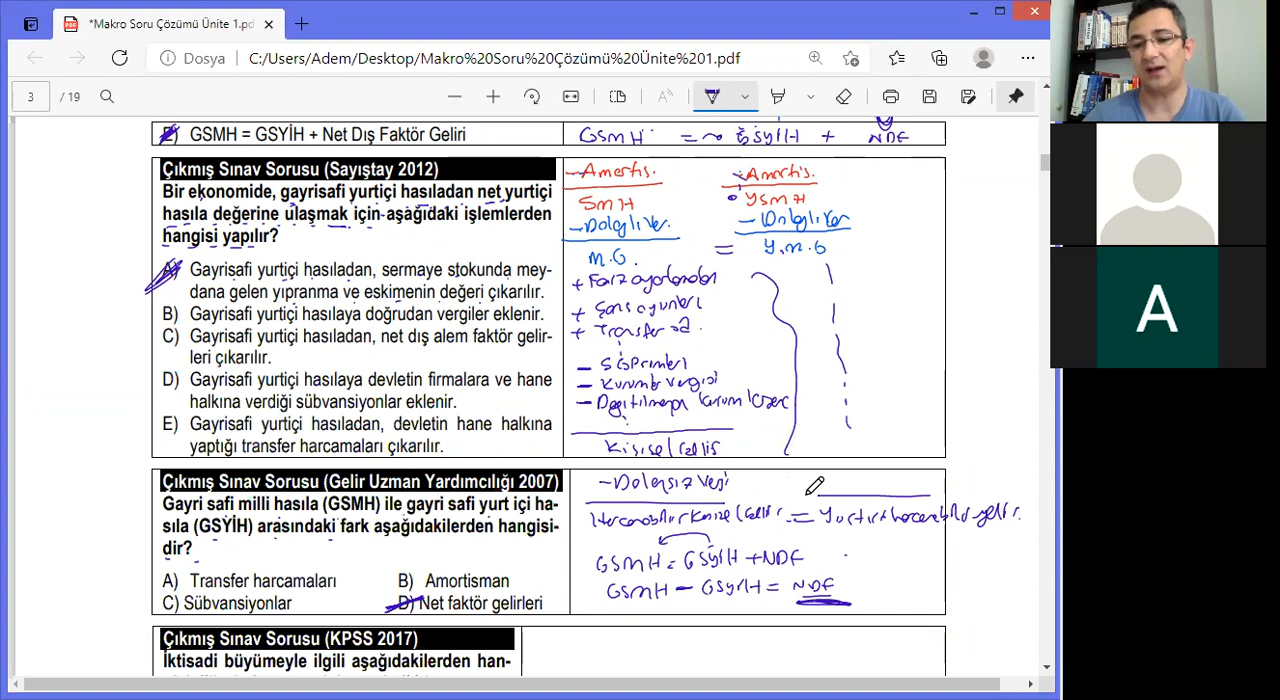 *Makro Soru Çözümü Ünite 1.pd
Dosya C:/Users/Adem/Desktop/Makro%20Soru%20Çözümü%20Ünite%201.pdf
3 / 19
E) GSMH = GSYİH + Net Dış Faktör Geliri
GSMH = GSYİH + NDF
Çıkmış Sınav Sorusu (Sayıştay 2012)
Bir ekonomide, gayrisafi yurtiçi hasıladan net yurtiçi
hasıla değerine ulaşmak için aşağıdaki işlemlerden
hangisi yapılır?
A) Gayrisafi yurtiçi hasıladan, sermaye stokunda mey-
dana gelen yıpranma ve eskimenin değeri çıkarılır.
B) Gayrisafi yurtiçi hasılaya doğrudan vergiler eklenir.
C) Gayrisafi yurtiçi hasıladan, net dış alem faktör gelir-
leri çıkarılır.
D) Gayrisafi yurtiçi hasılaya devletin firmalara ve hane
halkına verdiği sübvansiyonlar eklenir.
E) Gayrisafi yurtiçi hasıladan, devletin hane halkına
yaptığı transfer harcamaları çıkarılır.
- Amortis.
SMH
- Dolaylı Ver.
M.G.
+ Faiz
+ Şans oyunları
+ Transfer
-
- Kurumlar vergisi
- Dağıtılmayan kurum
Kişisel Gelir
- Amortis.
YSMH
- Dolaylı Ver
=
Çıkmış Sınav Sorusu (Gelir Uzman Yardımcılığı 2007)
Gayri safi milli hasıla (GSMH) ile gayri safi yurt içi ha-
sıla (GSYİH) arasındaki fark aşağıdakilerden hangisi-
dir?
A) Transfer harcamaları B) Amortisman
C) Sübvansiyonlar D) Net faktör gelirleri
- Dolaysız Vergi
Harcanabilir Gelir =
GSMH = GSYİH + NDF
GSMH - GSYİH = NDF
Çıkmış Sınav Sorusu (KPSS 2017)
İktisadi büyümeyle ilgili aşağıdakilerden han-
A